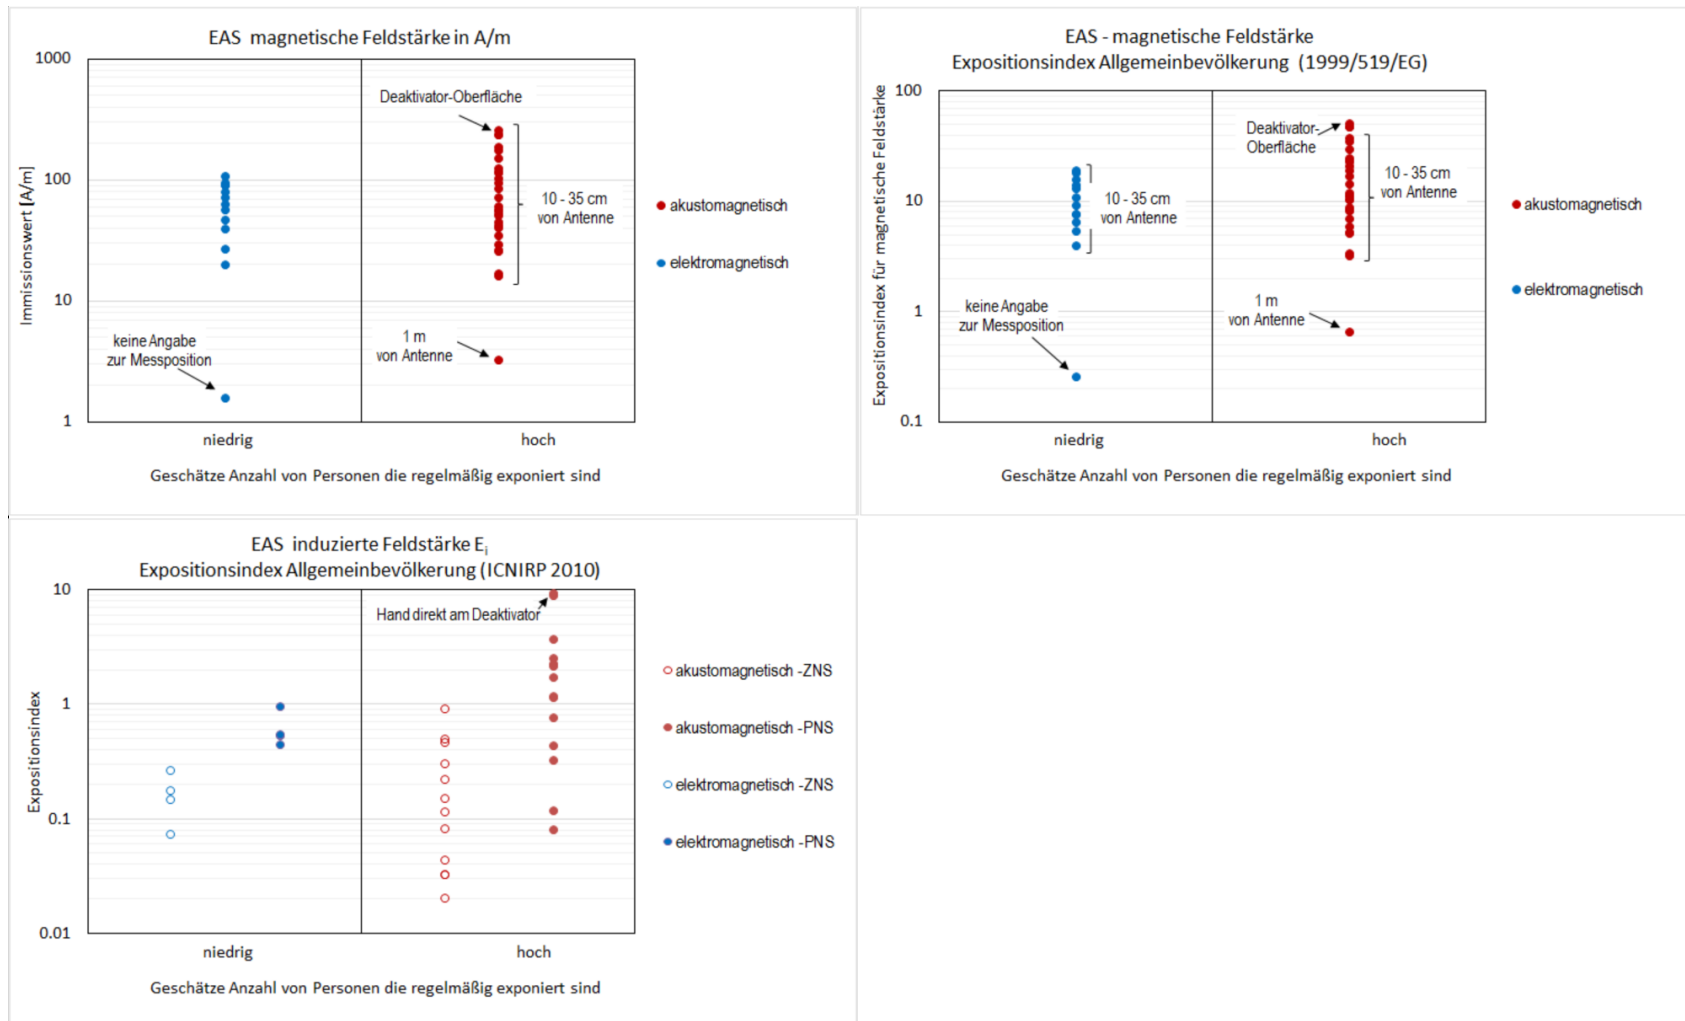 EAS magnetische Feldstärke in A/m
1000
100
10
1
Immissionswert [A/m]
Deaktivator-Oberfläche
10 - 35 cm
von Antenne
1 m
von Antenne
keine Angabe
zur Messposition
niedrig
hoch
Geschätze Anzahl von Personen die regelmäßig exponiert sind
akustomagnetisch
elektromagnetisch
EAS - magnetische Feldstärke
Expositionsindex Allgemeinbevölkerung (1999/519/EG)
100
10
1
0.1
Expositionsindex für magnetische Feldstärke
Deaktivator-
Oberfläche
10 - 35 cm
von Antenne
10 - 35 cm
von Antenne
1 m
von Antenne
keine Angabe
zur Messposition
niedrig
hoch
Geschätze Anzahl von Personen die regelmäßig exponiert sind
akustomagnetisch
elektromagnetisch
EAS induzierte Feldstärke Ei
Expositionsindex Allgemeinbevölkerung (ICNIRP 2010)
10
1
0.1
0.01
Expositionsindex
Hand direkt am Deaktivator
niedrig
hoch
Geschätze Anzahl von Personen die regelmäßig exponiert sind
akustomagnetisch -ZNS
akustomagnetisch -PNS
elektromagnetisch -ZNS
elektromagnetisch -PNS